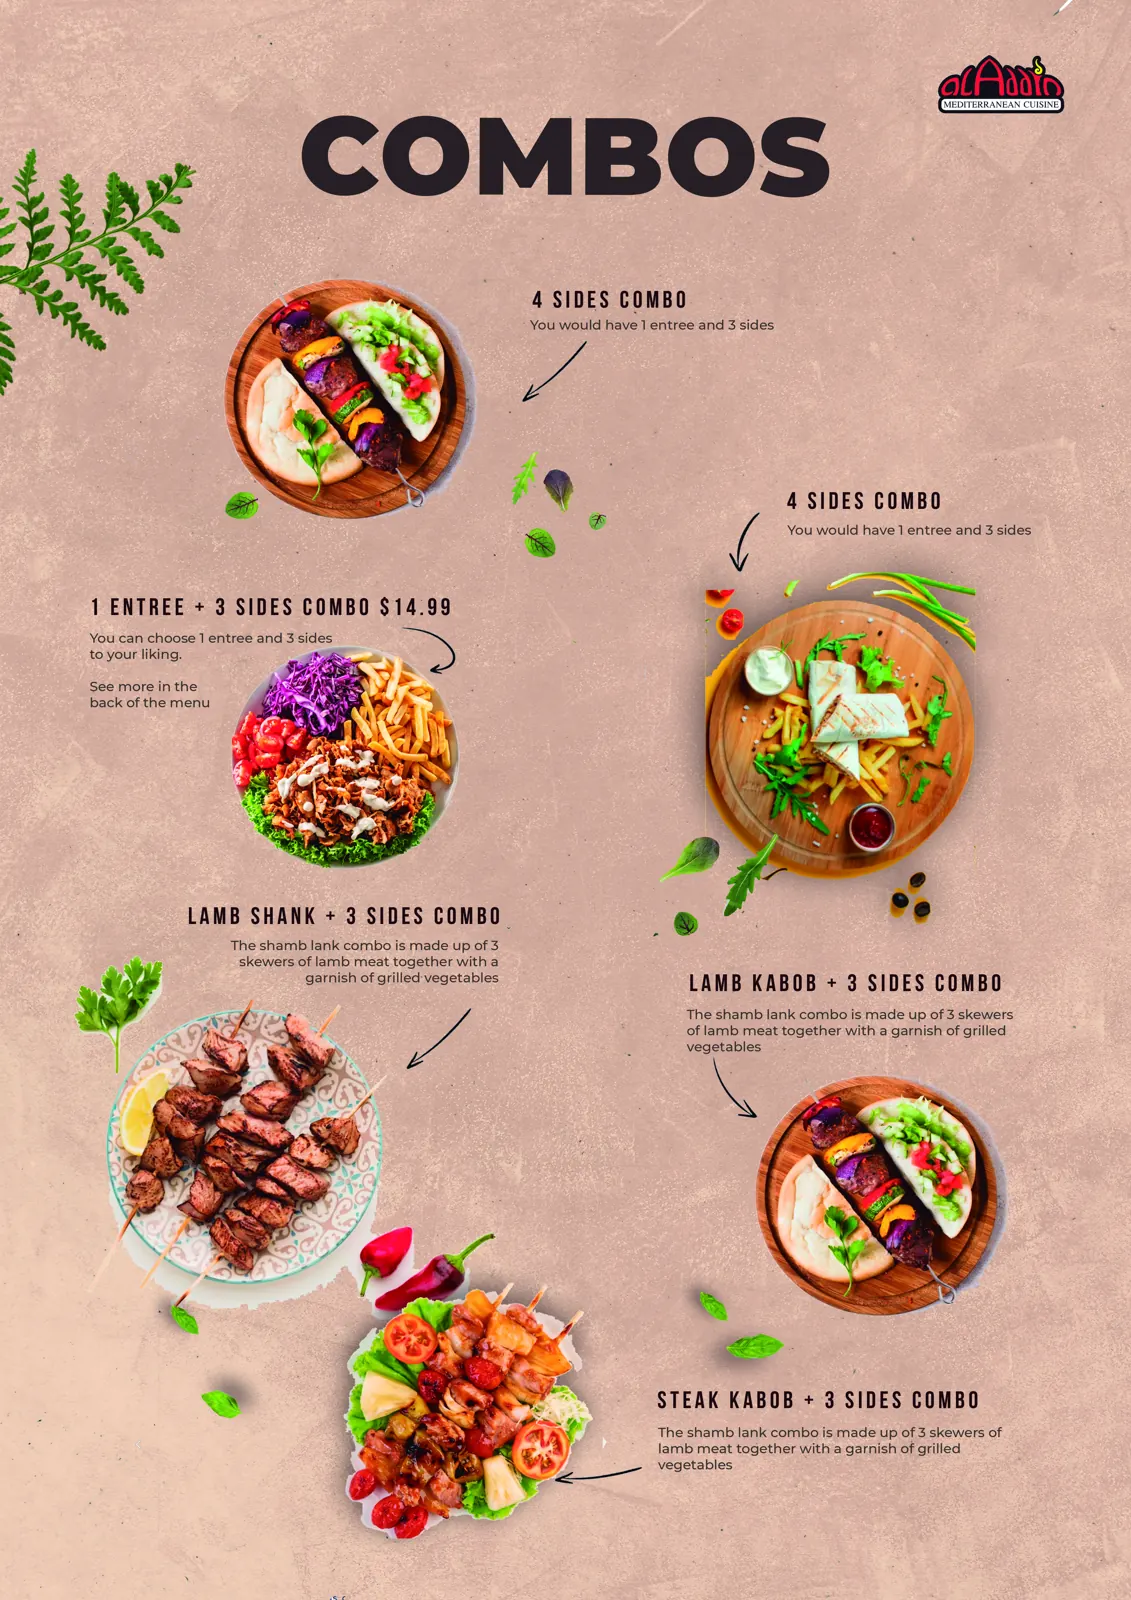 ALADDIN
MEDITERRANEAN CUISINE
COMBOS
4 SIDES COMBO
You would have 1 entree and 3 sides
4 SIDES COMBO
You would have 1 entree and 3 sides
1 ENTREE + 3 SIDES COMBO $14.99
You can choose 1 entree and 3 sides
to your liking.
See more in the
back of the menu
LAMB SHANK + 3 SIDES COMBO
The shamb lank combo is made up of 3
skewers of lamb meat together with a
garnish of grilled vegetables
LAMB KABOB + 3 SIDES COMBO
The shamb lank combo is made up of 3 skewers
of lamb meat together with a garnish of grilled
vegetables
STEAK KABOB + 3 SIDES COMBO
The shamb lank combo is made up of 3 skewers of
lamb meat together with a garnish of grilled
vegetables